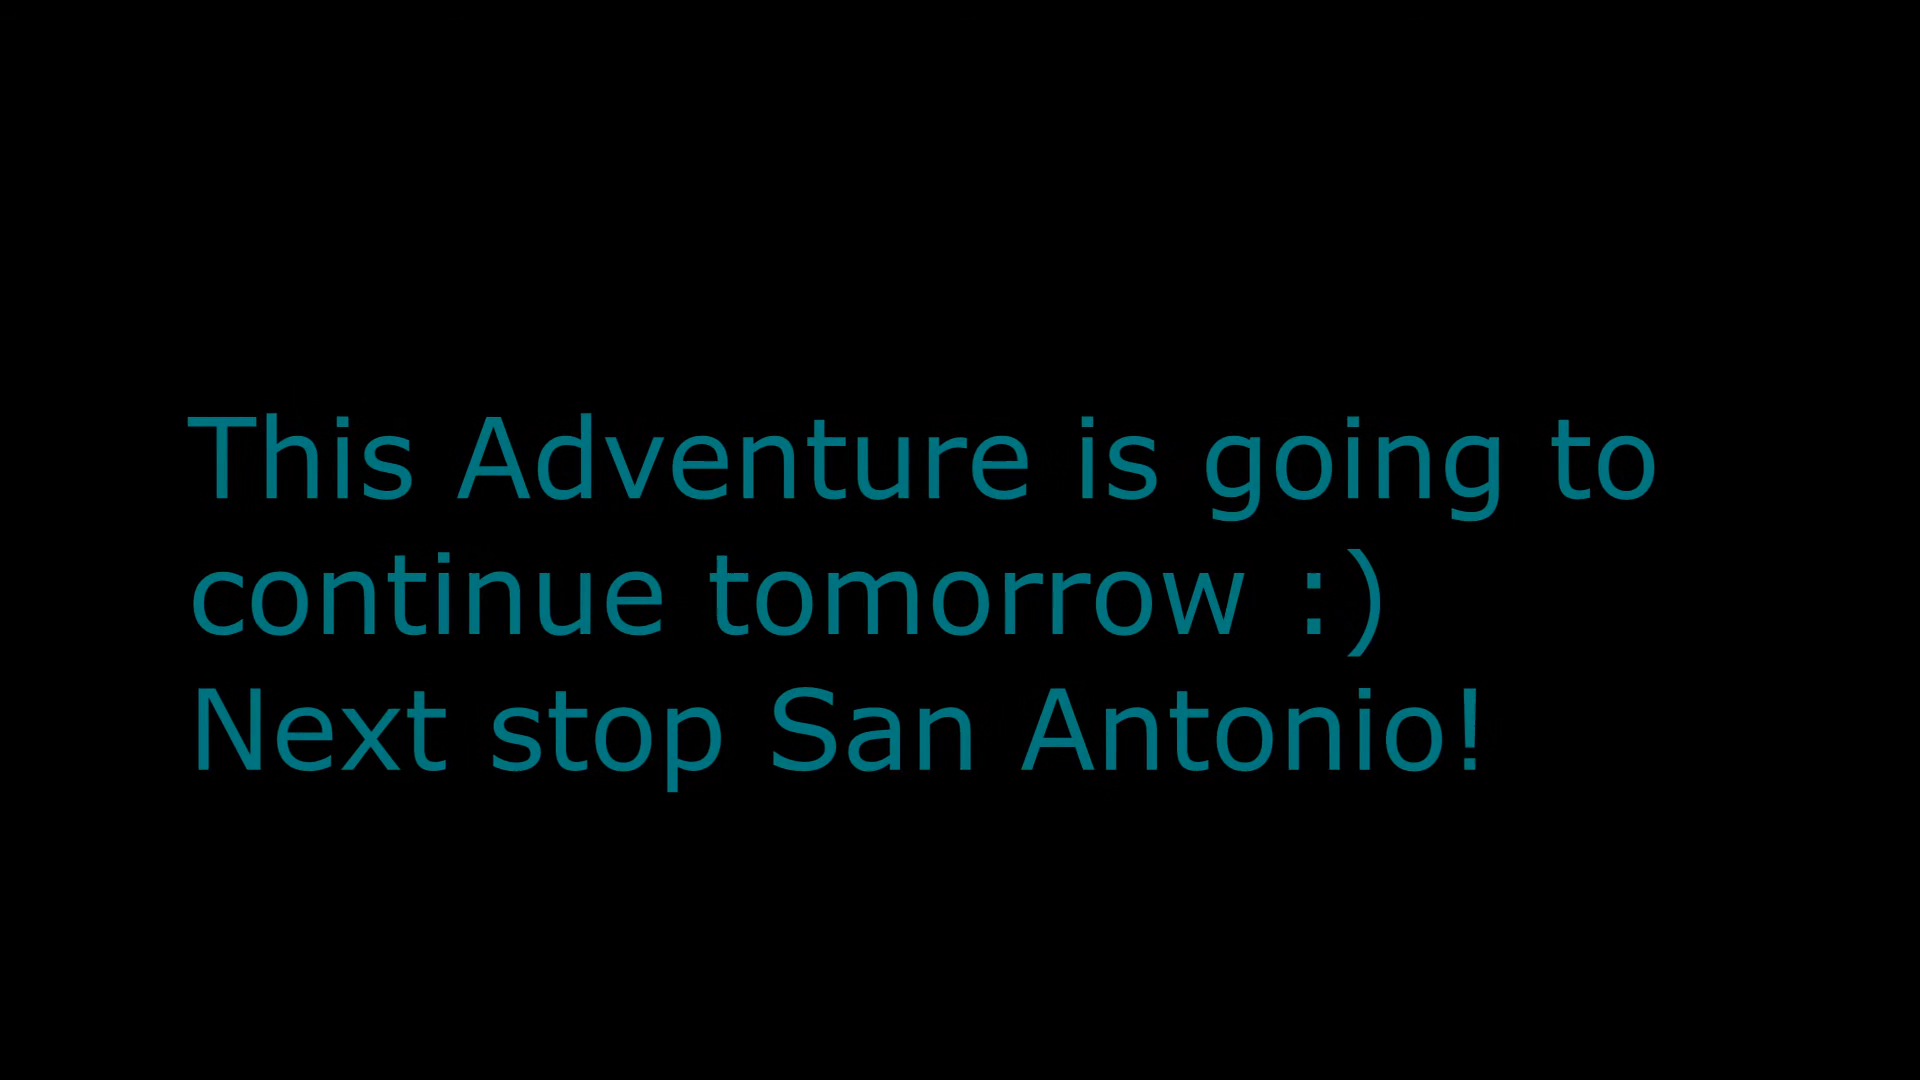 This Adventure is going to
continue tomorrow :)
Next stop San Antonio!